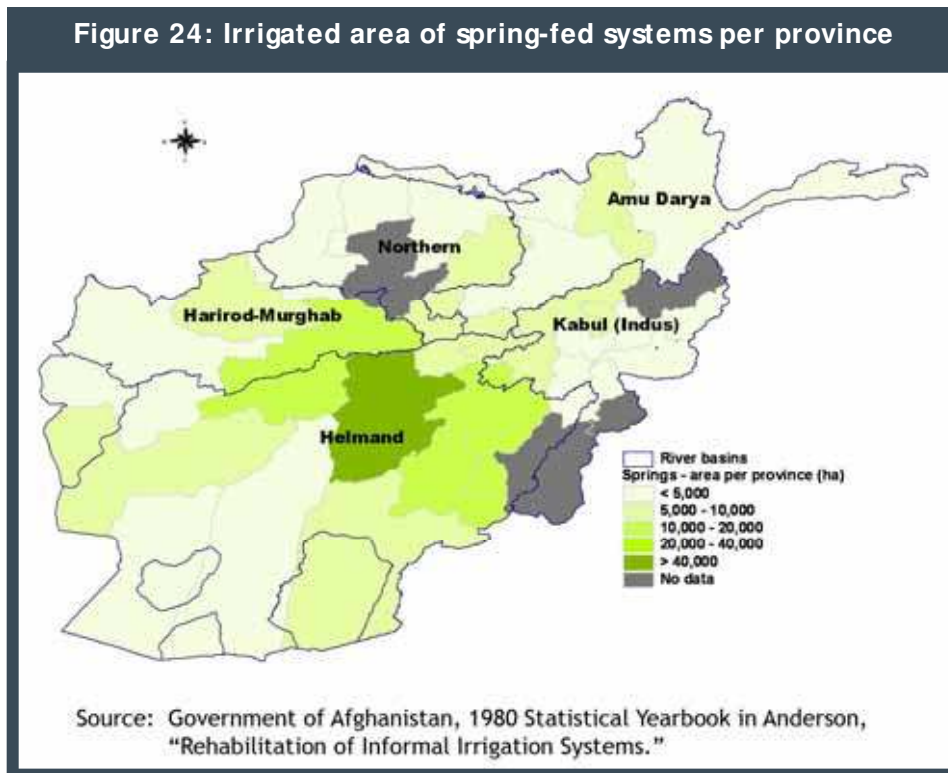 Figure 24: Irrigated area of spring-fed systems per province
Amu Darya
Northern
Harirod-Murghab
Kabul (Indus)
Helmand
River basins
Springs - area per province (ha)
< 5,000
5,000 - 10,000
10,000 - 20,000
20,000 - 40,000
> 40,000
No data
Source: Government of Afghanistan, 1980 Statistical Yearbook in Anderson,
“Rehabilitation of Informal Irrigation Systems.”